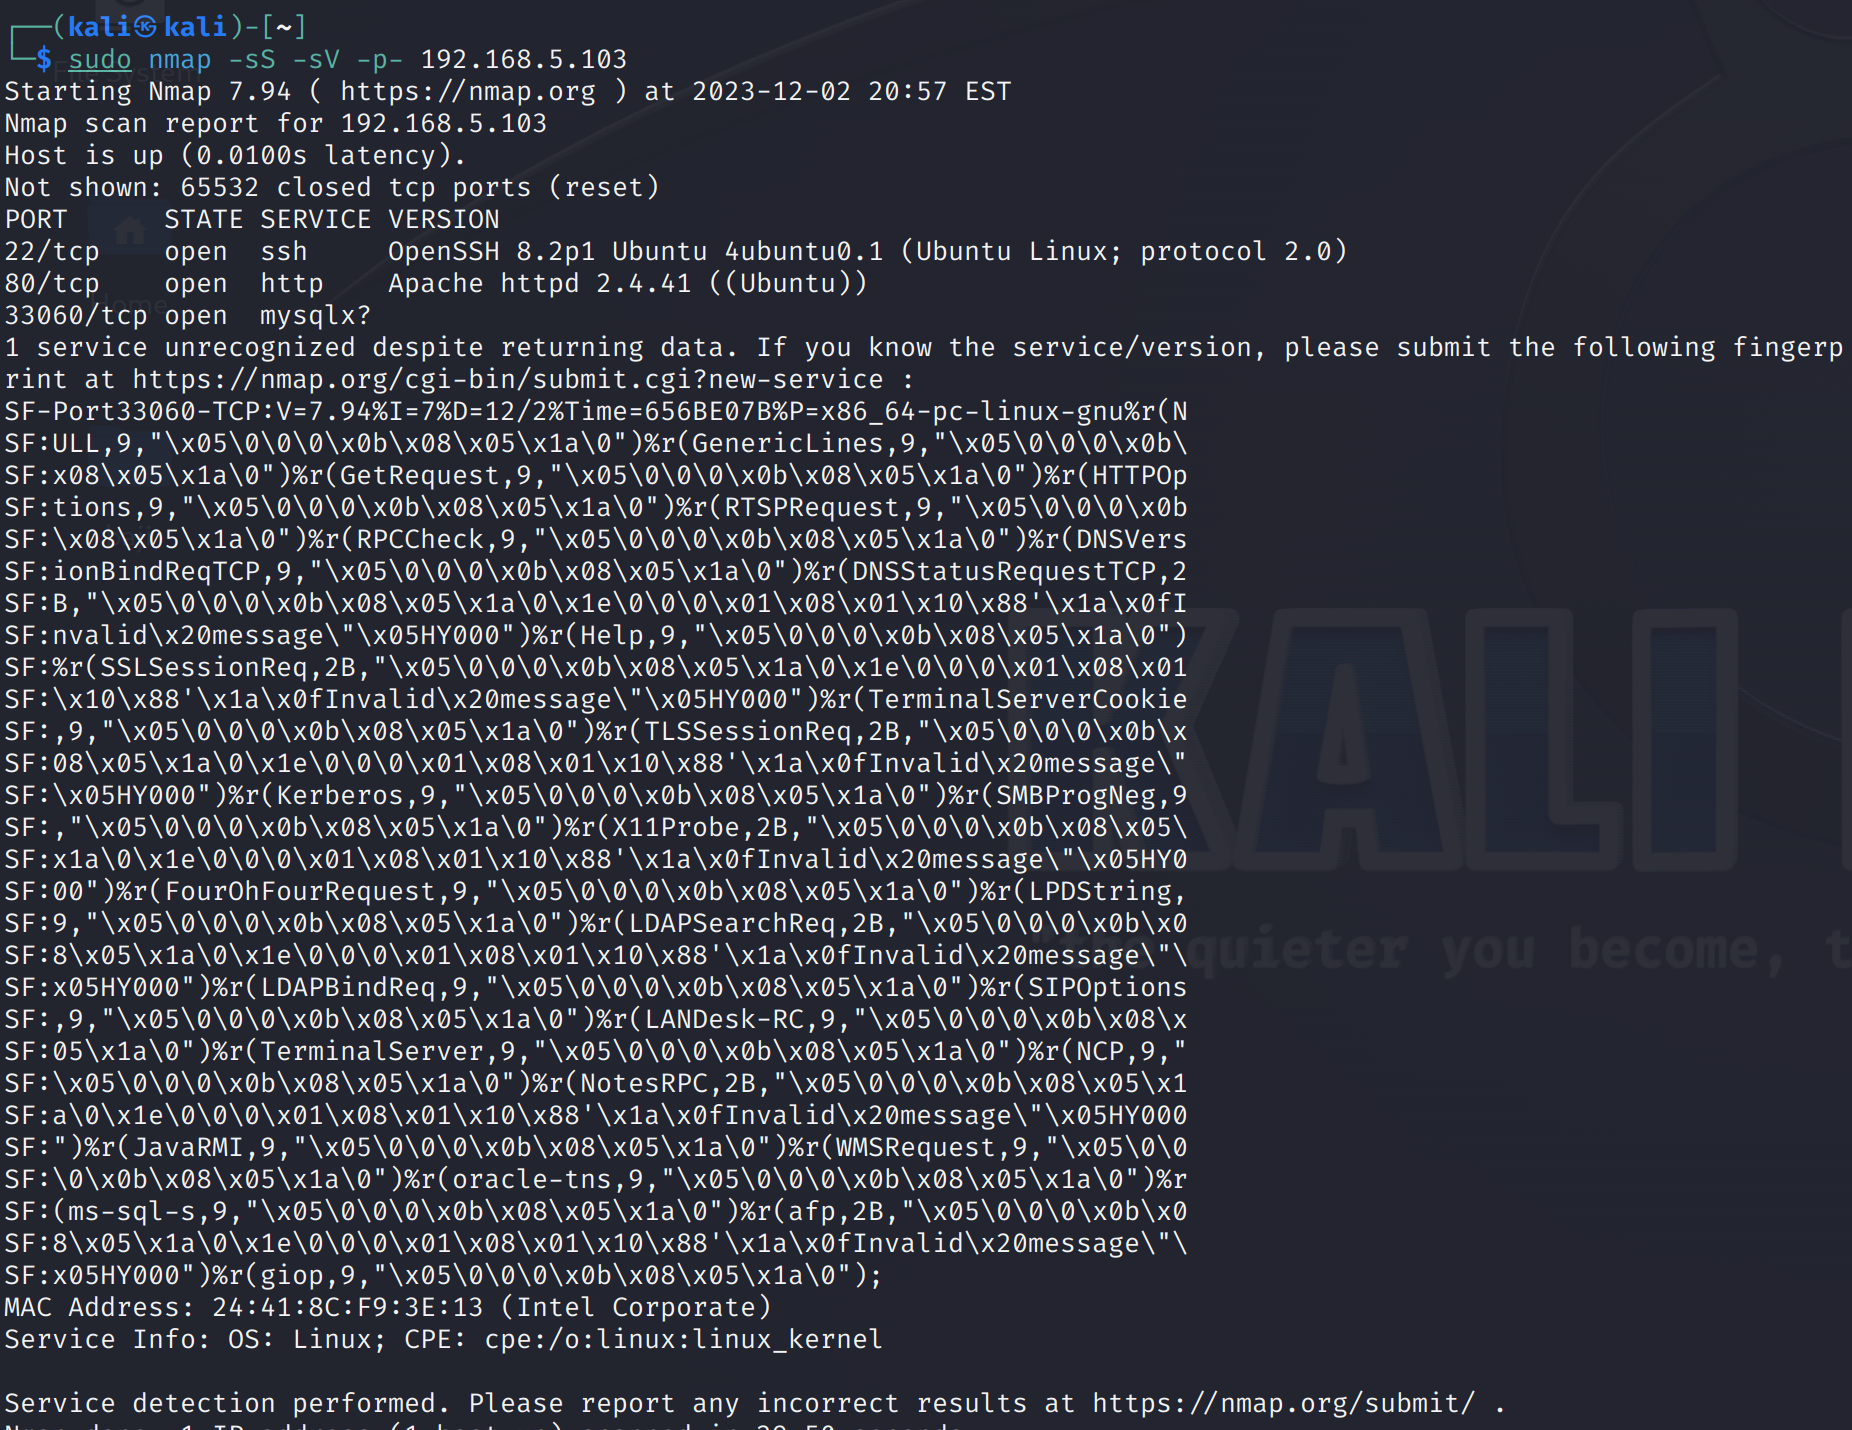 ┌──(kali㉿kali)-[~]
└─$ sudo nmap -sS -sV -p- 192.168.5.103
Starting Nmap 7.94 ( https://nmap.org ) at 2023-12-02 20:57 EST
Nmap scan report for 192.168.5.103
Host is up (0.0100s latency).
Not shown: 65532 closed tcp ports (reset)
PORT      STATE SERVICE VERSION
22/tcp    open  ssh     OpenSSH 8.2p1 Ubuntu 4ubuntu0.1 (Ubuntu Linux; protocol 2.0)
80/tcp    open  http    Apache httpd 2.4.41 ((Ubuntu))
33060/tcp open  mysqlx?
1 service unrecognized despite returning data. If you know the service/version, please submit the following fingerp
rint at https://nmap.org/cgi-bin/submit.cgi?new-service :
SF-Port33060-TCP:V=7.94%I=7%D=12/2%Time=656BE07B%P=x86_64-pc-linux-gnu%r(N
SF:ULL,9,"\x05\0\0\0\x0b\x08\x05\x1a\0")%r(GenericLines,9,"\x05\0\0\0\x0b\
SF:x08\x05\x1a\0")%r(GetRequest,9,"\x05\0\0\0\x0b\x08\x05\x1a\0")%r(HTTPOp
SF:tions,9,"\x05\0\0\0\x0b\x08\x05\x1a\0")%r(RTSPRequest,9,"\x05\0\0\0\x0b
SF:\x08\x05\x1a\0")%r(RPCCheck,9,"\x05\0\0\0\x0b\x08\x05\x1a\0")%r(DNSVers
SF:ionBindReqTCP,9,"\x05\0\0\0\x0b\x08\x05\x1a\0")%r(DNSStatusRequestTCP,2
SF:B,"\x05\0\0\0\x0b\x08\x05\x1a\0\x1e\0\0\0\x01\x08\x01\x10\x88'\x1a\x0fI
SF:nvalid\x20message\"\x05HY000")%r(Help,9,"\x05\0\0\0\x0b\x08\x05\x1a\0")
SF:%r(SSLSessionReq,2B,"\x05\0\0\0\x0b\x08\x05\x1a\0\x1e\0\0\0\x01\x08\x01
SF:\x10\x88'\x1a\x0fInvalid\x20message\"\x05HY000")%r(TerminalServerCookie
SF:,9,"\x05\0\0\0\x0b\x08\x05\x1a\0")%r(TLSSessionReq,2B,"\x05\0\0\0\x0b\x
SF:08\x05\x1a\0\x1e\0\0\0\x01\x08\x01\x10\x88'\x1a\x0fInvalid\x20message\"
SF:\x05HY000")%r(Kerberos,9,"\x05\0\0\0\x0b\x08\x05\x1a\0")%r(SMBProgNeg,9
SF:,"\x05\0\0\0\x0b\x08\x05\x1a\0")%r(X11Probe,2B,"\x05\0\0\0\x0b\x08\x05\
SF:x1a\0\x1e\0\0\0\x01\x08\x01\x10\x88'\x1a\x0fInvalid\x20message\"\x05HY0
SF:00")%r(FourOhFourRequest,9,"\x05\0\0\0\x0b\x08\x05\x1a\0")%r(LPDString,
SF:9,"\x05\0\0\0\x0b\x08\x05\x1a\0")%r(LDAPSearchReq,2B,"\x05\0\0\0\x0b\x0
SF:8\x05\x1a\0\x1e\0\0\0\x01\x08\x01\x10\x88'\x1a\x0fInvalid\x20message\"\
SF:x05HY000")%r(LDAPBindReq,9,"\x05\0\0\0\x0b\x08\x05\x1a\0")%r(SIPOptions
SF:,9,"\x05\0\0\0\x0b\x08\x05\x1a\0")%r(LANDesk-RC,9,"\x05\0\0\0\x0b\x08\x
SF:05\x1a\0")%r(TerminalServer,9,"\x05\0\0\0\x0b\x08\x05\x1a\0")%r(NCP,9,"
SF:\x05\0\0\0\x0b\x08\x05\x1a\0")%r(NotesRPC,2B,"\x05\0\0\0\x0b\x08\x05\x1
SF:a\0\x1e\0\0\0\x01\x08\x01\x10\x88'\x1a\x0fInvalid\x20message\"\x05HY000
SF:")%r(JavaRMI,9,"\x05\0\0\0\x0b\x08\x05\x1a\0")%r(WMSRequest,9,"\x05\0\0
SF:\0\x0b\x08\x05\x1a\0")%r(oracle-tns,9,"\x05\0\0\0\x0b\x08\x05\x1a\0")%r
SF:(ms-sql-s,9,"\x05\0\0\0\x0b\x08\x05\x1a\0")%r(afp,2B,"\x05\0\0\0\x0b\x0
SF:8\x05\x1a\0\x1e\0\0\0\x01\x08\x01\x10\x88'\x1a\x0fInvalid\x20message\"\
SF:x05HY000")%r(giop,9,"\x05\0\0\0\x0b\x08\x05\x1a\0");
MAC Address: 24:41:8C:F9:3E:13 (Intel Corporate)
Service Info: OS: Linux; CPE: cpe:/o:linux:linux_kernel

Service detection performed. Please report any incorrect results at https://nmap.org/submit/ .
File System
Home
KALI
"the quieter you become, t